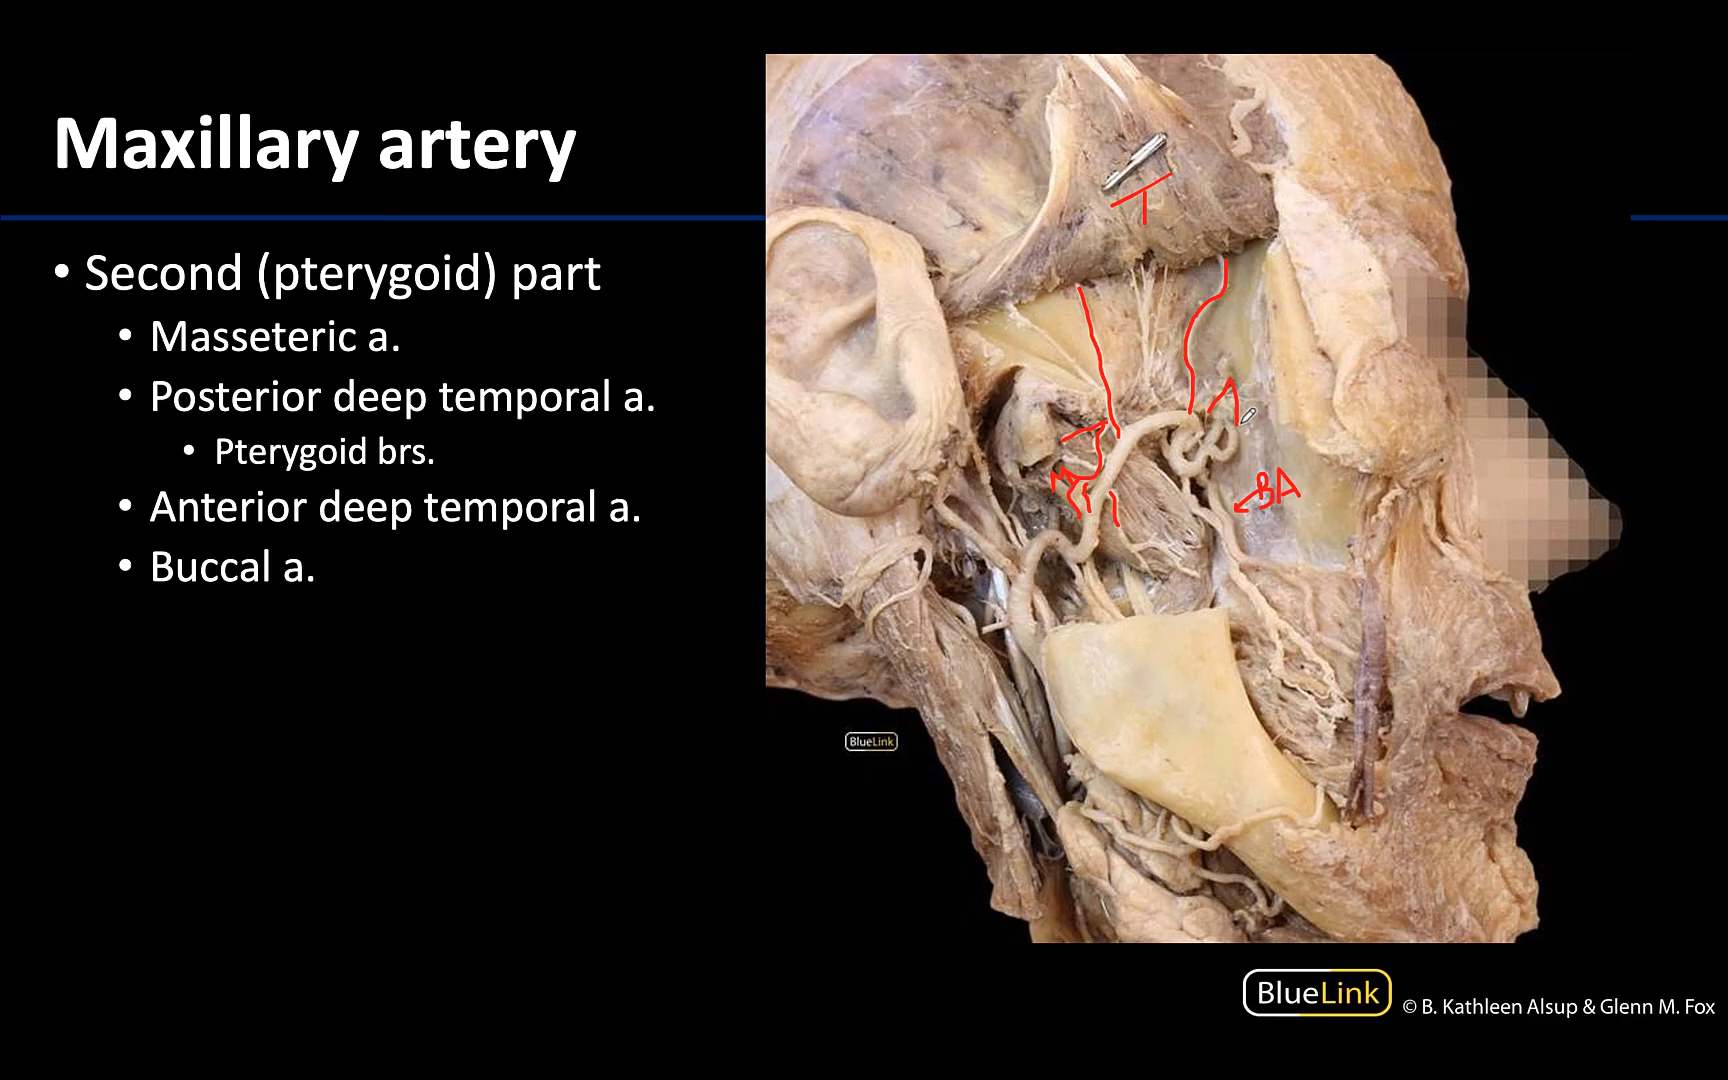 Maxillary artery
• Second (pterygoid) part
• Masseteric a.
• Posterior deep temporal a.
• Pterygoid brs.
• Anterior deep temporal a.
• Buccal a.
T
M
BA
BlueLink
BlueLink
© B. Kathleen Alsup & Glenn M. Fox